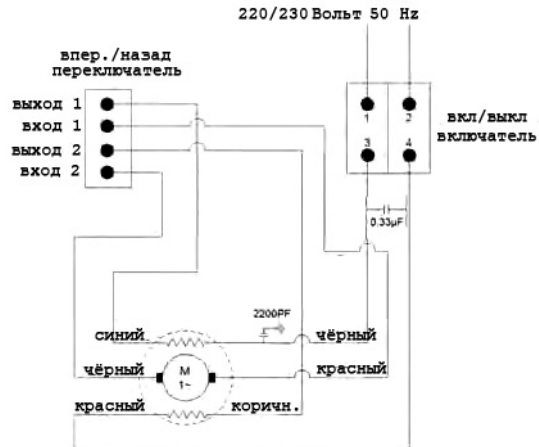 220/230 Вольт 50 Hz
впер./назад
переключатель
выход 1
вход 1
выход 2
вход 2
1
2
3
4
вкл/выкл
включатель
0.33µF
2200PF
синий
чёрный
чёрный
M
1~
красный
красный
коричн.